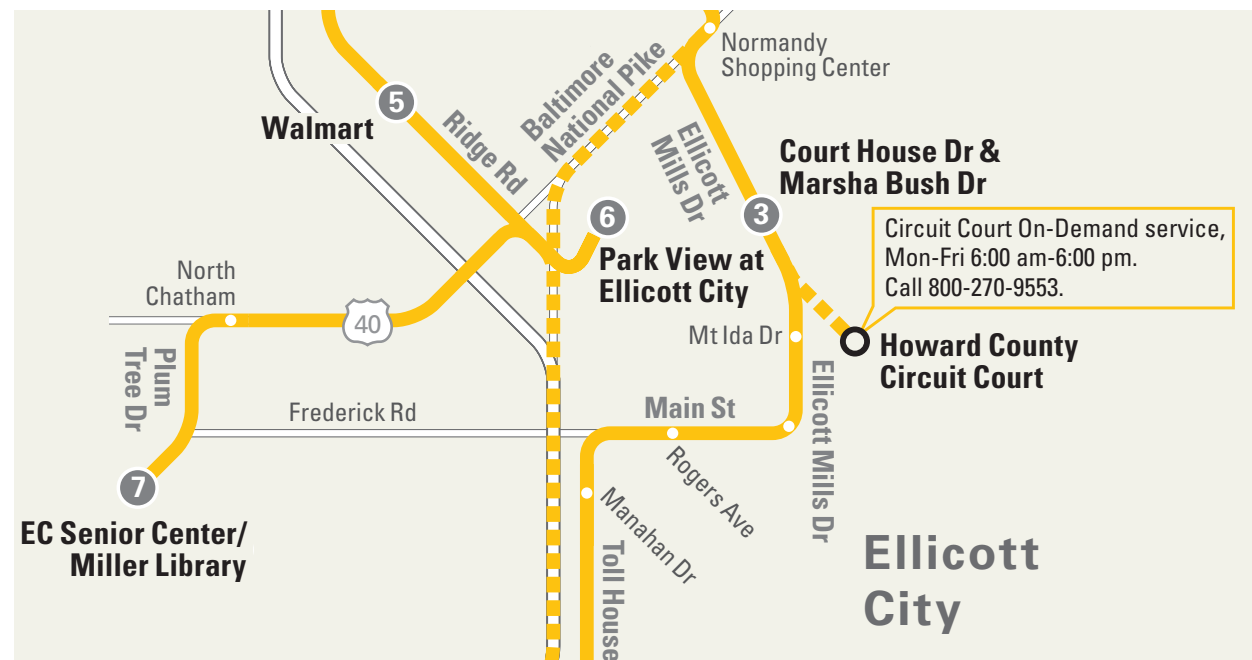 Normandy
Shopping Center
Baltimore
National Pike
5
Walmart
Ridge Rd
Ellicott
Mills Dr
Court House Dr &
Marsha Bush Dr
3
6
Park View at
Ellicott City
Circuit Court On-Demand service,
Mon-Fri 6:00 am-6:00 pm.
Call 800-270-9553.
North
Chatham
40
Mt Ida Dr
Howard County
Circuit Court
Plum
Tree Dr
Frederick Rd
Main St
Ellicott Mills Dr
Rogers Ave
7
EC Senior Center/
Miller Library
Manahan Dr
Toll House
Ellicott
City